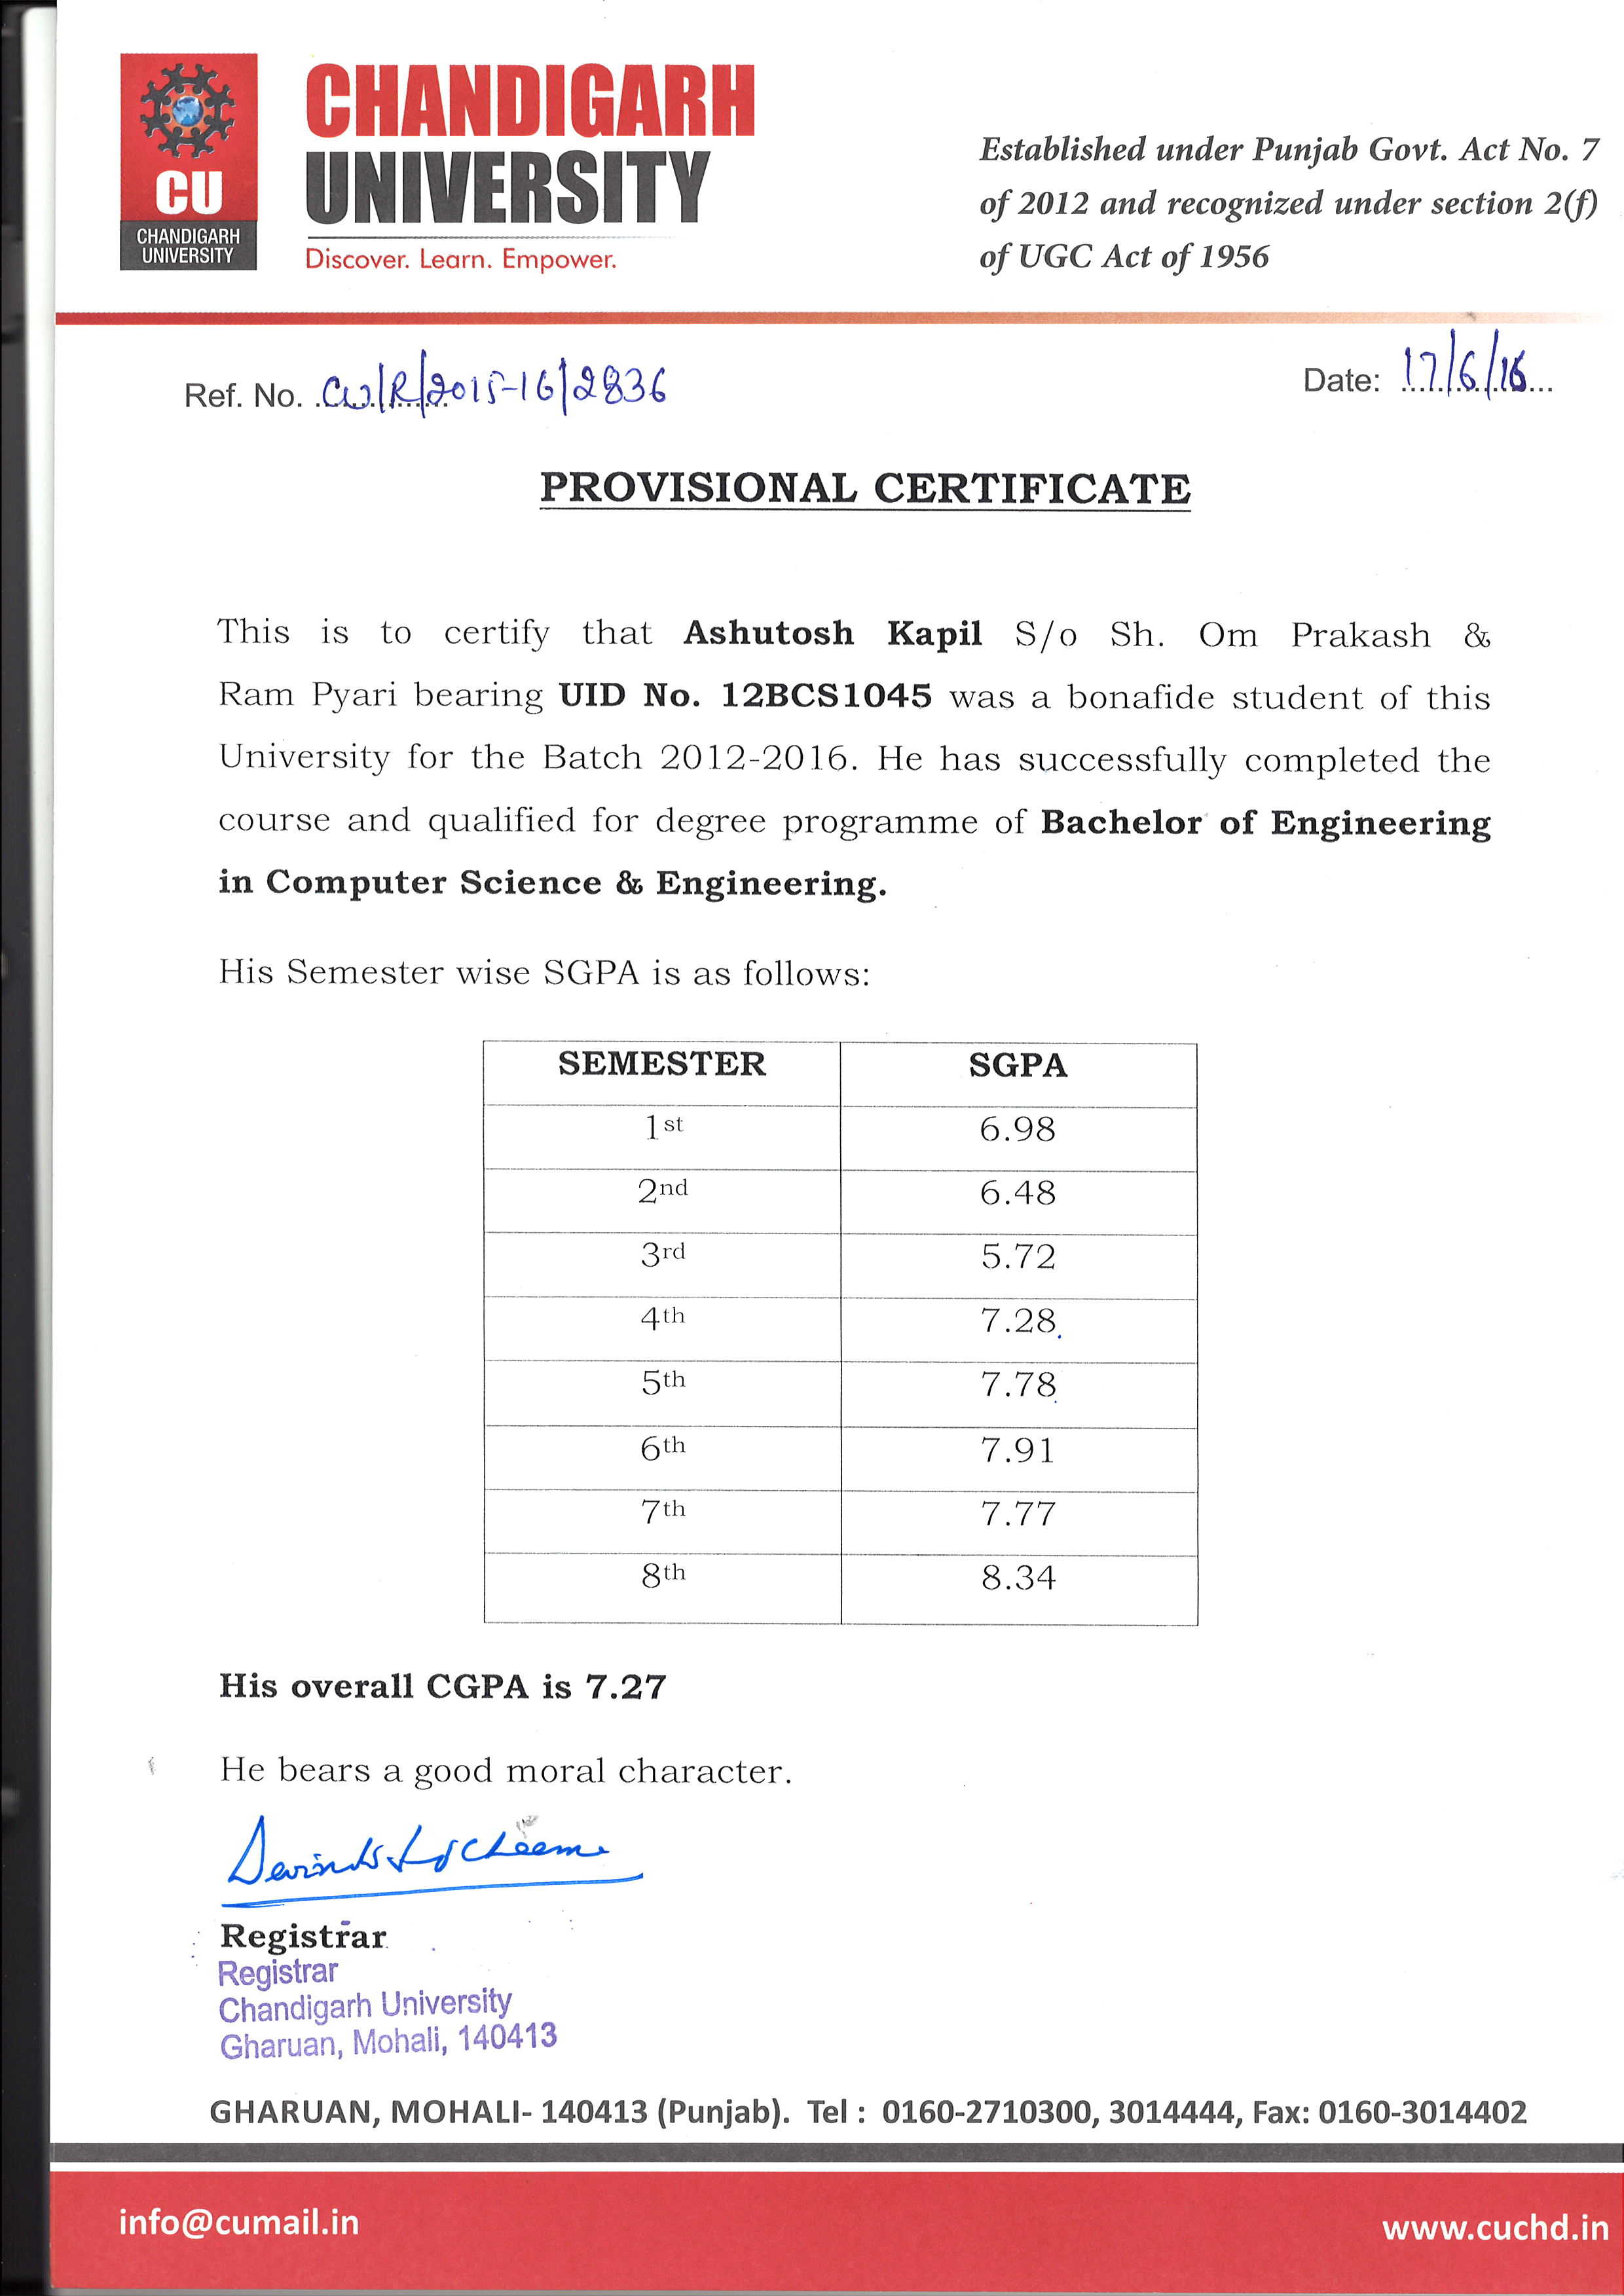 CU
CHANDIGARH
UNIVERSITY
CHANDIGARH
UNIVERSITY
Discover. Learn. Empower.
Established under Punjab Govt. Act No. 7
of 2012 and recognized under section 2(f)
of UGC Act of 1956
Ref. No. CU/R/2015-16/2836
Date: 17/6/16
PROVISIONAL CERTIFICATE
This is to certify that Ashutosh Kapil S/o Sh. Om Prakash &
Ram Pyari bearing UID No. 12BCS1045 was a bonafide student of this
University for the Batch 2012-2016. He has successfully completed the
course and qualified for degree programme of Bachelor of Engineering
in Computer Science & Engineering.
His Semester wise SGPA is as follows:
SEMESTER SGPA
1st 6.98
2nd 6.48
3rd 5.72
4th 7.28
5th 7.78
6th 7.91
7th 7.77
8th 8.34
His overall CGPA is 7.27
He bears a good moral character.
Registrar
Registrar
Chandigarh University
Gharuan, Mohali, 140413
GHARUAN, MOHALI- 140413 (Punjab). Tel : 0160-2710300, 3014444, Fax: 0160-3014402
info@cumail.in
www.cuchd.in